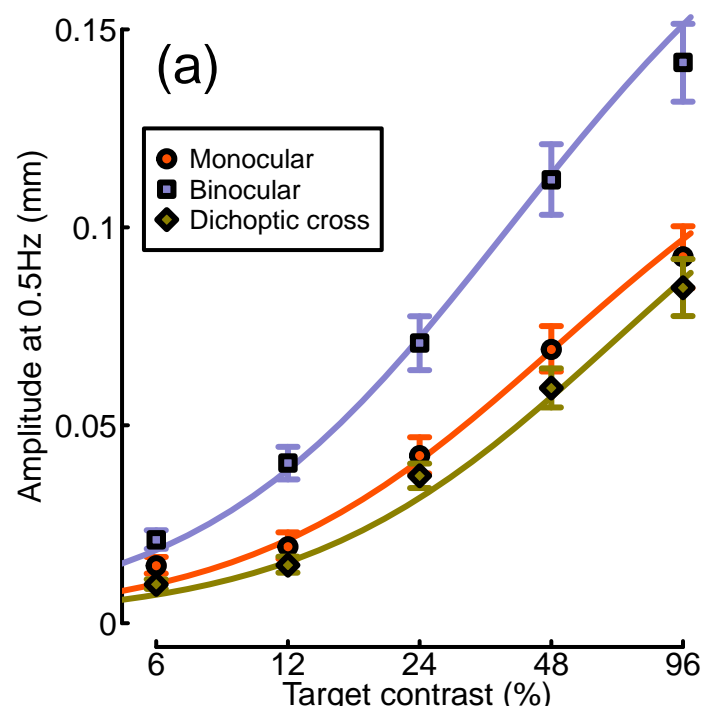 0.15
(a)
Monocular
Binocular
Dichoptic cross
0.1
0.05
0
Amplitude at 0.5Hz (mm)
6 12 24 48 96
Target contrast (%)